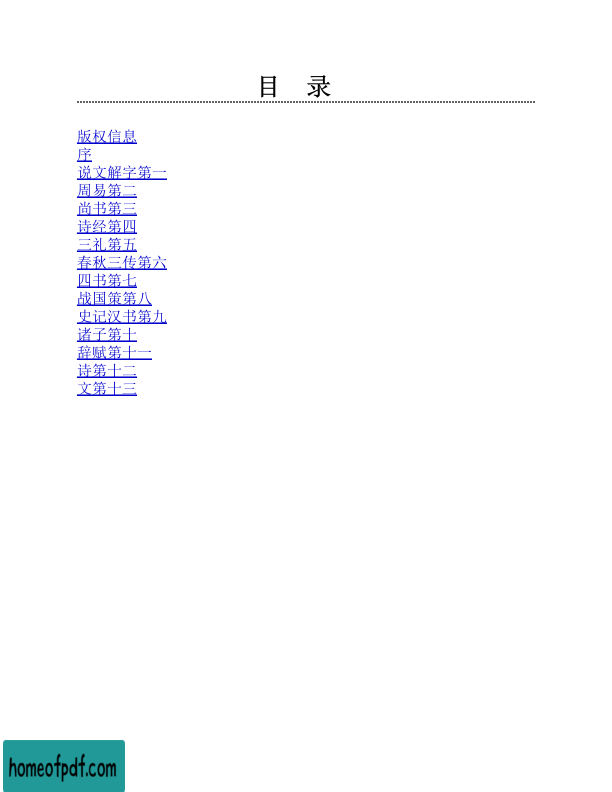 目 录
版权信息
序
说文解字第一
周易第二
尚书第三
诗经第四
三礼第五
春秋三传第六
四书第七
战国策第八
史记汉书第九
诸子第十
辞赋第十一
诗第十二
文第十三
homeofpdf.com